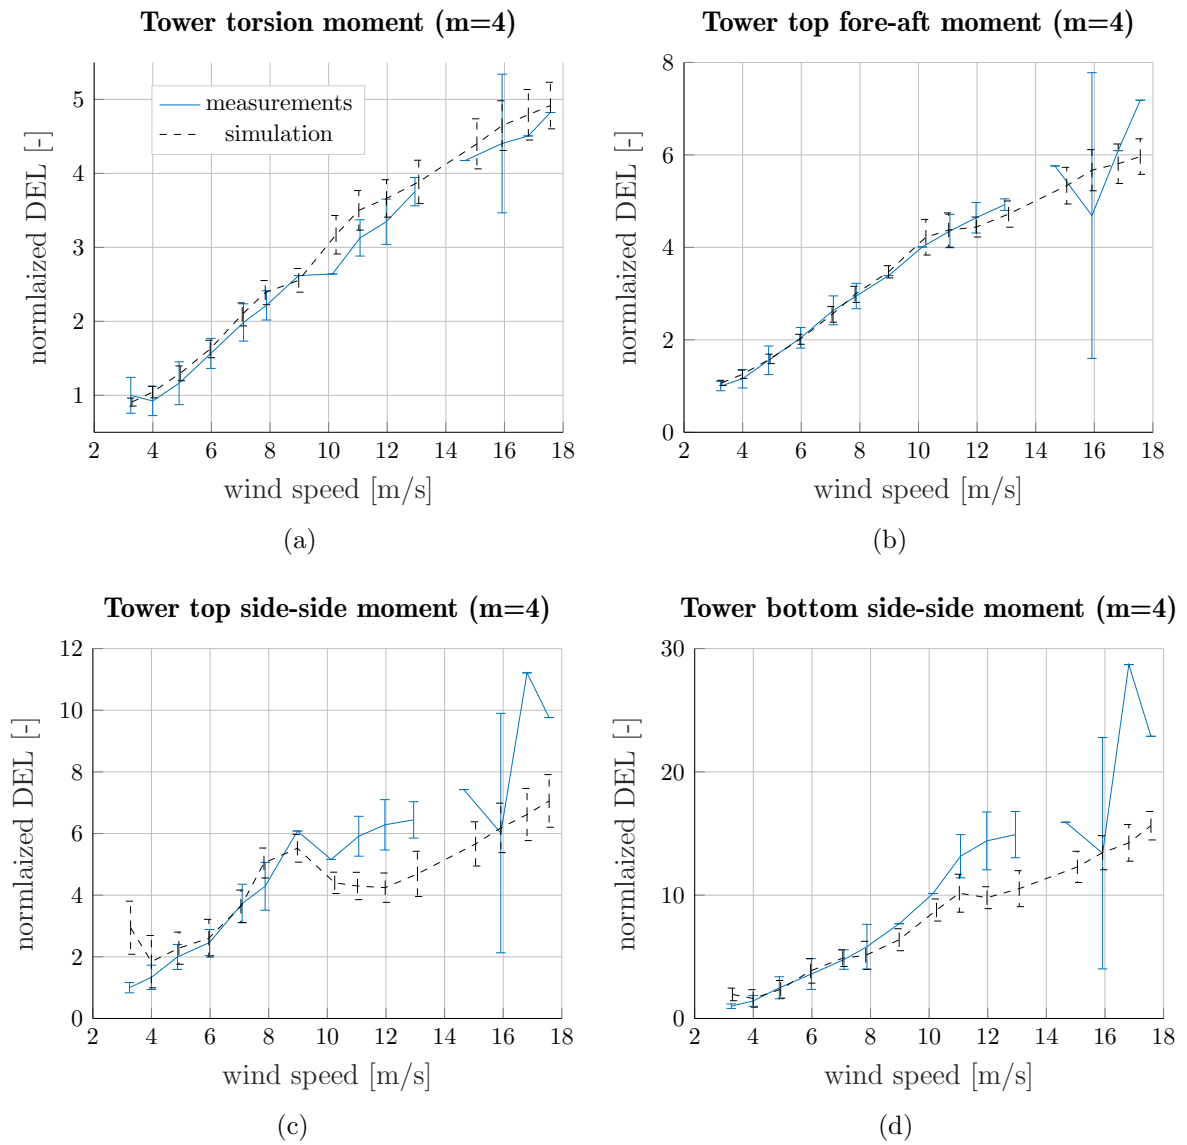 Tower torsion moment (m=4)
normlaized DEL [-]
5
4
3
2
1
measurements
simulation
2 4 6 8 10 12 14 16 18
wind speed [m/s]
(a)
Tower top fore-aft moment (m=4)
normlaized DEL [-]
8
6
4
2
0
2 4 6 8 10 12 14 16 18
wind speed [m/s]
(b)
Tower top side-side moment (m=4)
normlaized DEL [-]
12
10
8
6
4
2
0
2 4 6 8 10 12 14 16 18
wind speed [m/s]
(c)
Tower bottom side-side moment (m=4)
normlaized DEL [-]
30
20
10
0
2 4 6 8 10 12 14 16 18
wind speed [m/s]
(d)